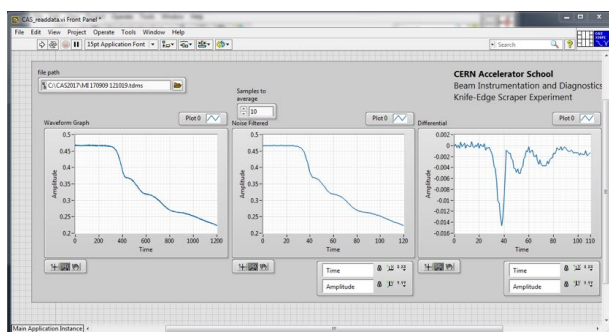 CAS_readdata.vi Front Panel *
File Edit View Project Operate Tools Window Help
15pt Application Font
Search
file path
C:\CAS2017\ME170909 121019.tdms
Samples to
average
10
CERN Accelerator School
Beam Instrumentation and Diagnostics
Knife-Edge Scraper Experiment
Waveform Graph
Plot 0
Noise Filtered
Plot 0
Differential
Plot 0
0.5
0.45
0.4
0.35
0.3
0.25
0.2
Amplitude
0 200 400 600 800 1000 1200
Time
0.5
0.45
0.4
0.35
0.3
0.25
0.2
Amplitude
0 20 40 60 80 100 120
Time
0.002
0
-0.002
-0.004
-0.006
-0.008
-0.01
-0.012
-0.014
-0.016
Amplitude
0 20 40 60 80 100 110
Time
Time
Amplitude
Time
Amplitude
Main Application Instance